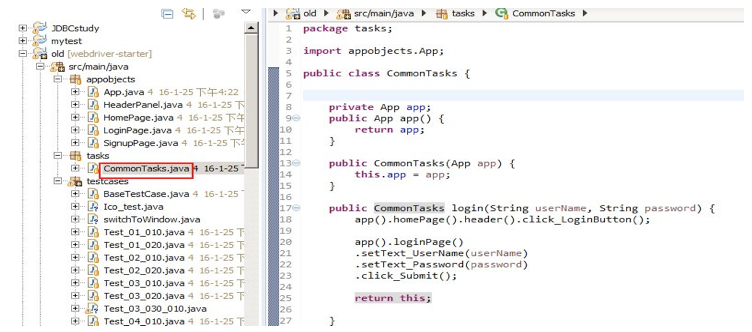 JDBCstudy
mytest
old [webdriver-starter]
src/main/java
appobjects
App.java 4 16-1-25 下午4:22
HeaderPanel.java 4 16-1-25 下
HomePage.java 4 16-1-25 下午
LoginPage.java 4 16-1-25 下午
SignupPage.java 4 16-1-25 下
tasks
CommonTasks.java 4 16-1-25
testcases
BaseTestCase.java 4 16-1-25
Ico_test.java
switchToWindow.java
Test_01_010.java 4 16-1-25 下
Test_01_020.java 4 16-1-25 下
Test_02_010.java 4 16-1-25 下
Test_02_020.java 4 16-1-25 下
Test_03_010.java 4 16-1-25 下
Test_03_020.java 4 16-1-25 下
Test_03_030_010.java
Test_04_010.java 4 16-1-25 下
old src/main/java tasks CommonTasks
1 package tasks;
2
3 import appobjects.App;
4
5 public class CommonTasks {
6
7
8 private App app;
9 public App app() {
10 return app;
11 }
12
13 public CommonTasks(App app) {
14 this.app = app;
15 }
16
17 public CommonTasks login(String userName, String password) {
18 app().homePage().header().click_LoginButton();
19
20 app().loginPage()
21 .setText_UserName(userName)
22 .setText_Password(password)
23 .click_Submit();
24
25 return this;
26
27 }